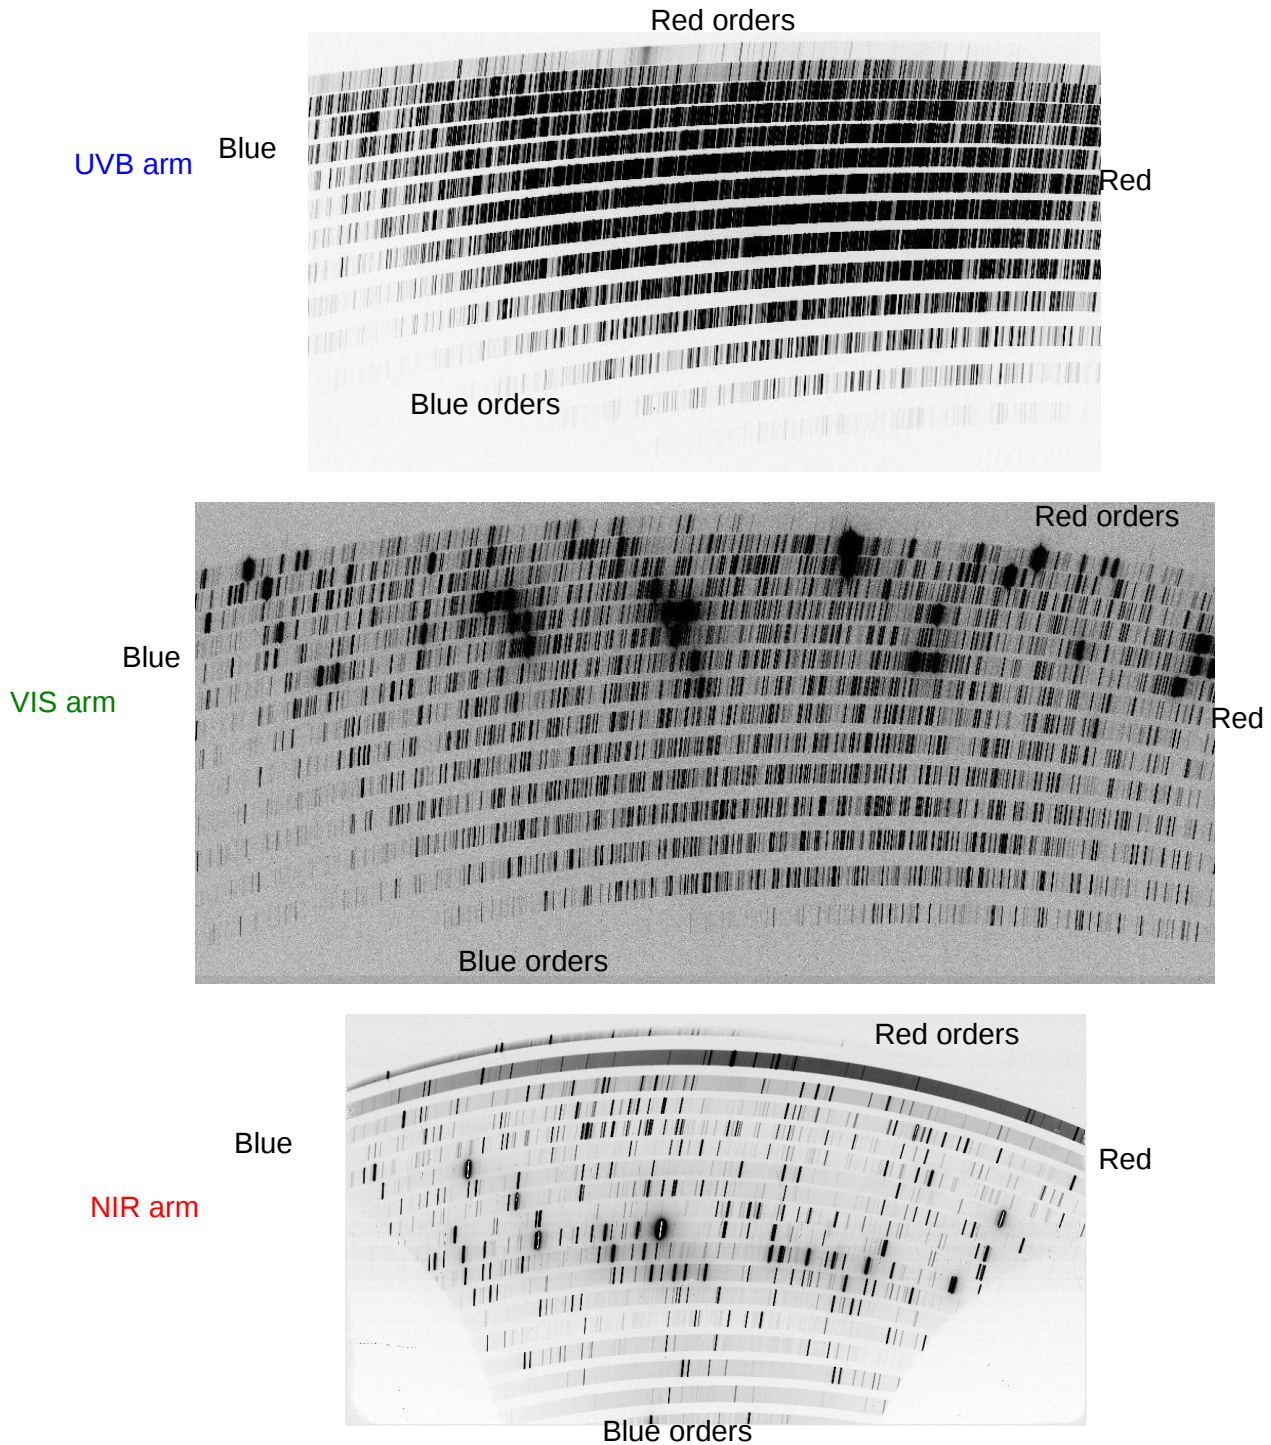 Red orders
Blue
UVB arm
Red
Blue orders
Red orders
Blue
VIS arm
Red
Blue orders
Red orders
Blue
Red
NIR arm
Blue orders